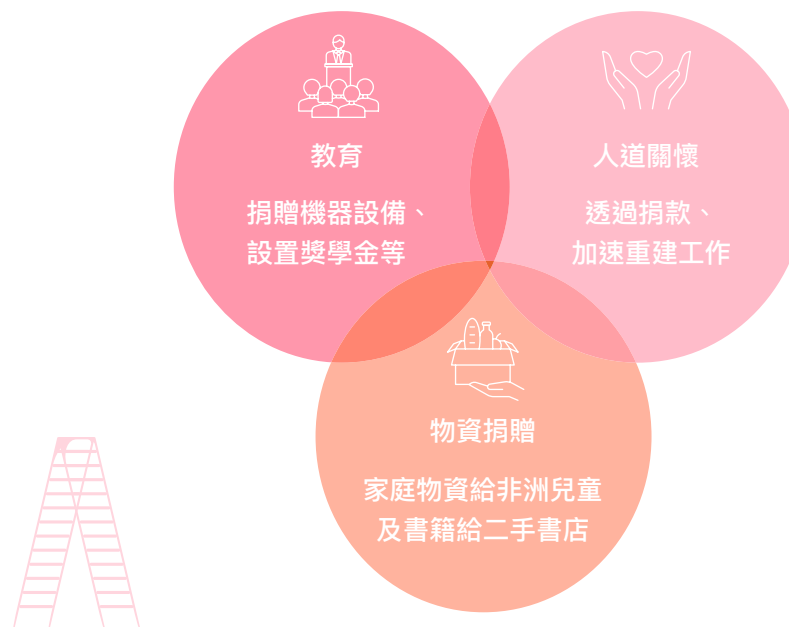 教育
捐贈機器設備、
設置獎學金等
人道關懷
透過捐款、
加速重建工作
物資捐贈
家庭物資給非洲兒童
及書籍給二手書店